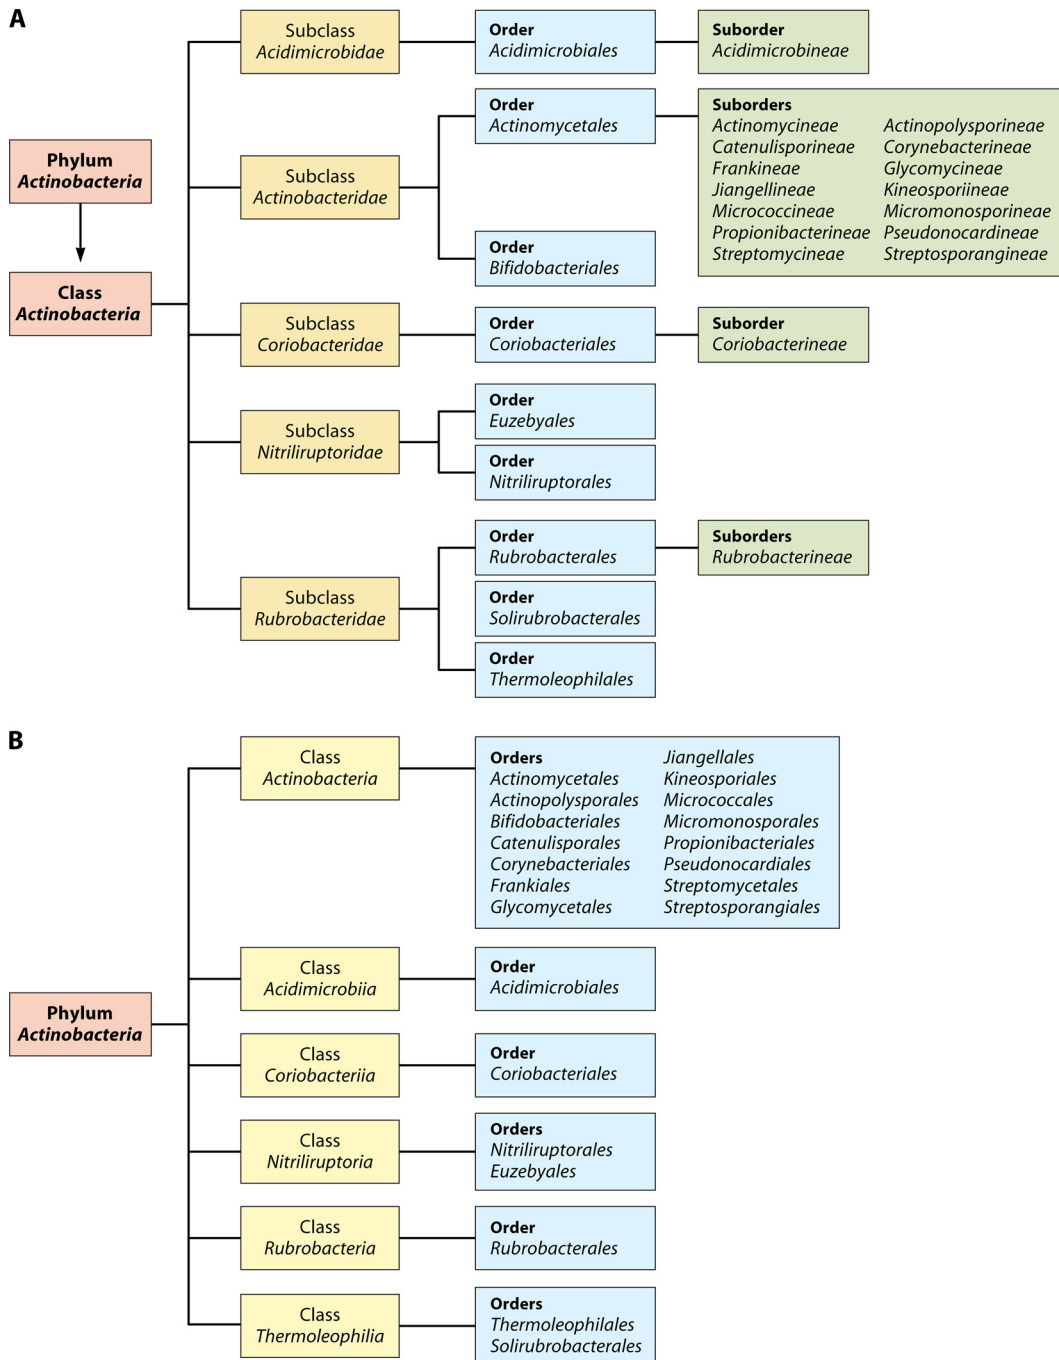 A
Phylum
Actinobacteria
Class
Actinobacteria
Subclass
Acidimicrobidae
Order
Acidimicrobiales
Suborder
Acidimicrobineae
Subclass
Actinobacteridae
Order
Actinomycetales
Suborders
Actinomycineae Actinopolysporineae
Catenulisporineae Corynebacterineae
Frankineae Glycomycineae
Jiangellineae Kineosporiineae
Micrococcineae Micromonosporineae
Propionibacterineae Pseudonocardineae
Streptomycineae Streptosporangineae
Order
Bifidobacteriales
Subclass
Coriobacteridae
Order
Coriobacteriales
Suborder
Coriobacterineae
Subclass
Nitriliruptoridae
Order
Euzebyales
Order
Nitriliruptorales
Subclass
Rubrobacteridae
Order
Rubrobacterales
Suborders
Rubrobacterineae
Order
Solirubrobacterales
Order
Thermoleophilales
B
Phylum
Actinobacteria
Class
Actinobacteria
Orders Jiangellales
Actinomycetales Kineosporiales
Actinopolysporales Micrococcales
Bifidobacteriales Micromonosporales
Catenulisporales Propionibacteriales
Corynebacteriales Pseudonocardiales
Frankiales Streptomycetales
Glycomycetales Streptosporangiales
Class
Acidimicrobiia
Order
Acidimicrobiales
Class
Coriobacteriia
Order
Coriobacteriales
Class
Nitriliruptoria
Orders
Nitriliruptorales
Euzebyales
Class
Rubrobacteria
Order
Rubrobacterales
Class
Thermoleophilia
Orders
Thermoleophilales
Solirubrobacterales